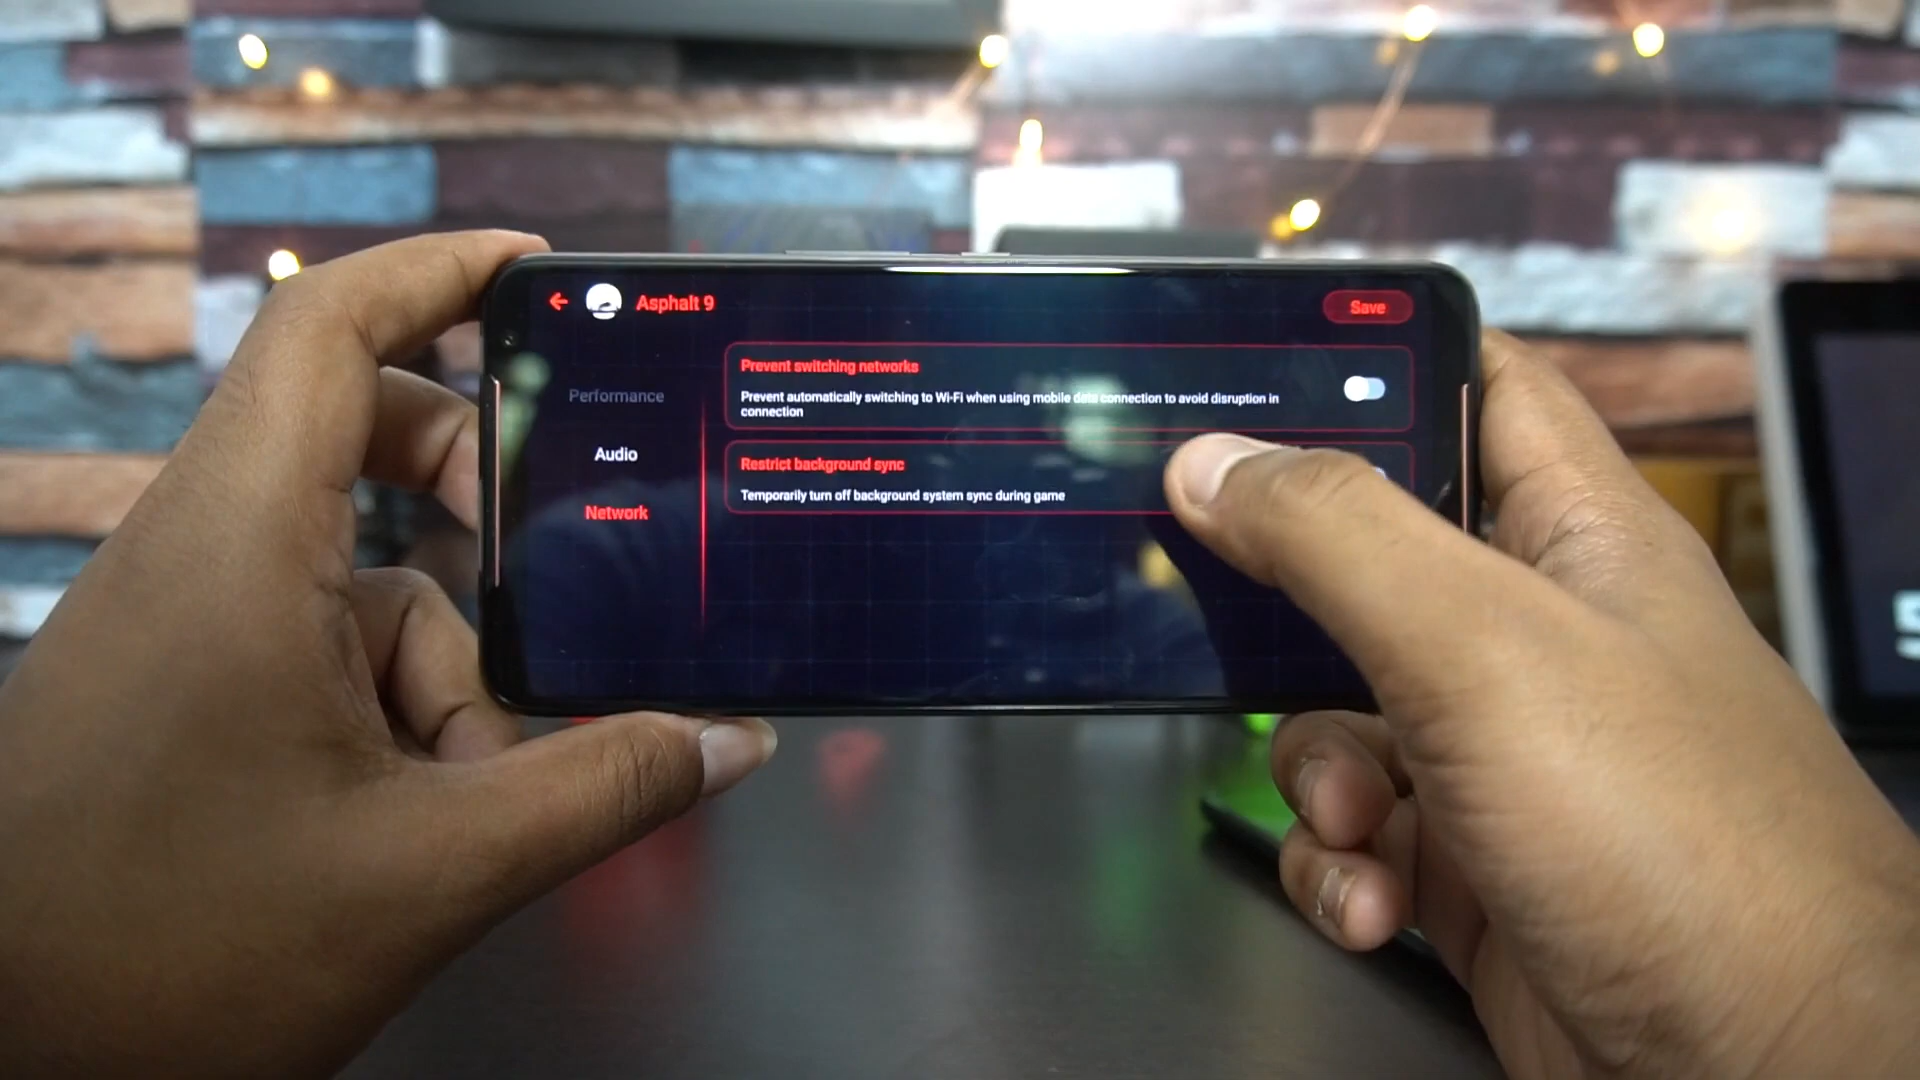 Asphalt 9
Save
Performance
Audio
Network
Prevent switching networks
Prevent automatically switching to Wi-Fi when using mobile data connection to avoid disruption in
connection
Restrict background sync
Temporarily turn off background system sync during game